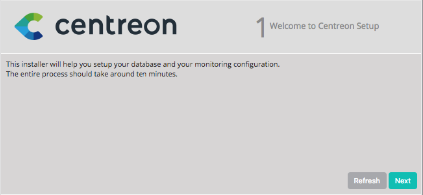 centreon
1 Welcome to Centreon Setup
This installer will help you setup your database and your monitoring configuration.
The entire process should take around ten minutes.
Refresh Next